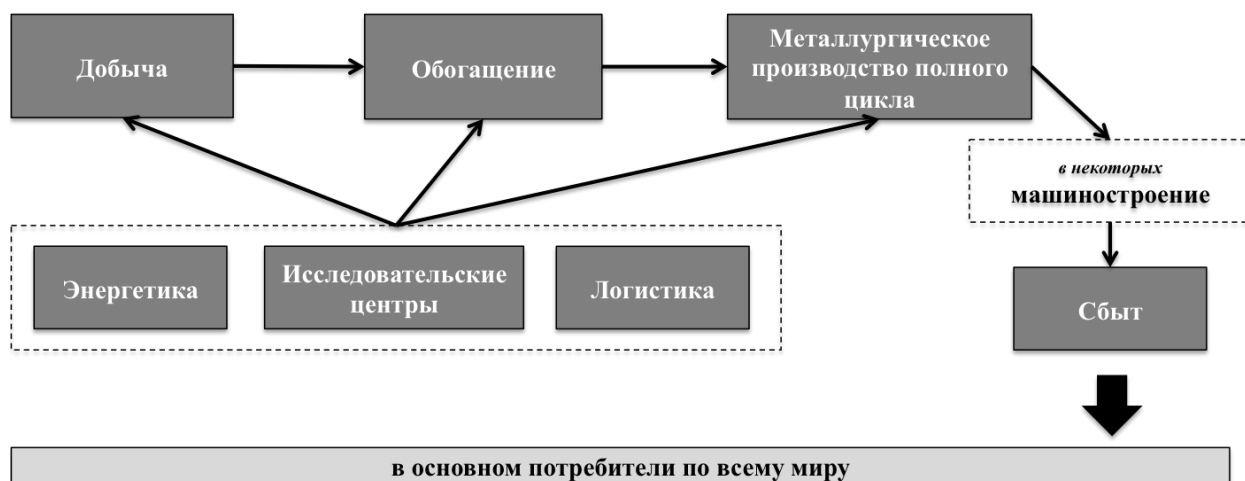 Добыча
Обогащение
Металлургическое
производство полного
цикла
в некоторых
машиностроение
Энергетика
Исследовательские
центры
Логистика
Сбыт
в основном потребители по всему миру